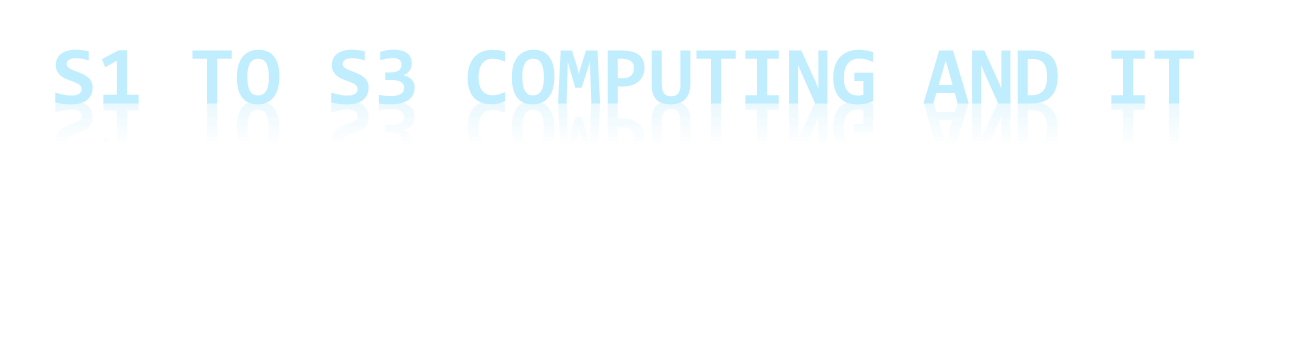 S1 TO S3 COMPUTING AND IT